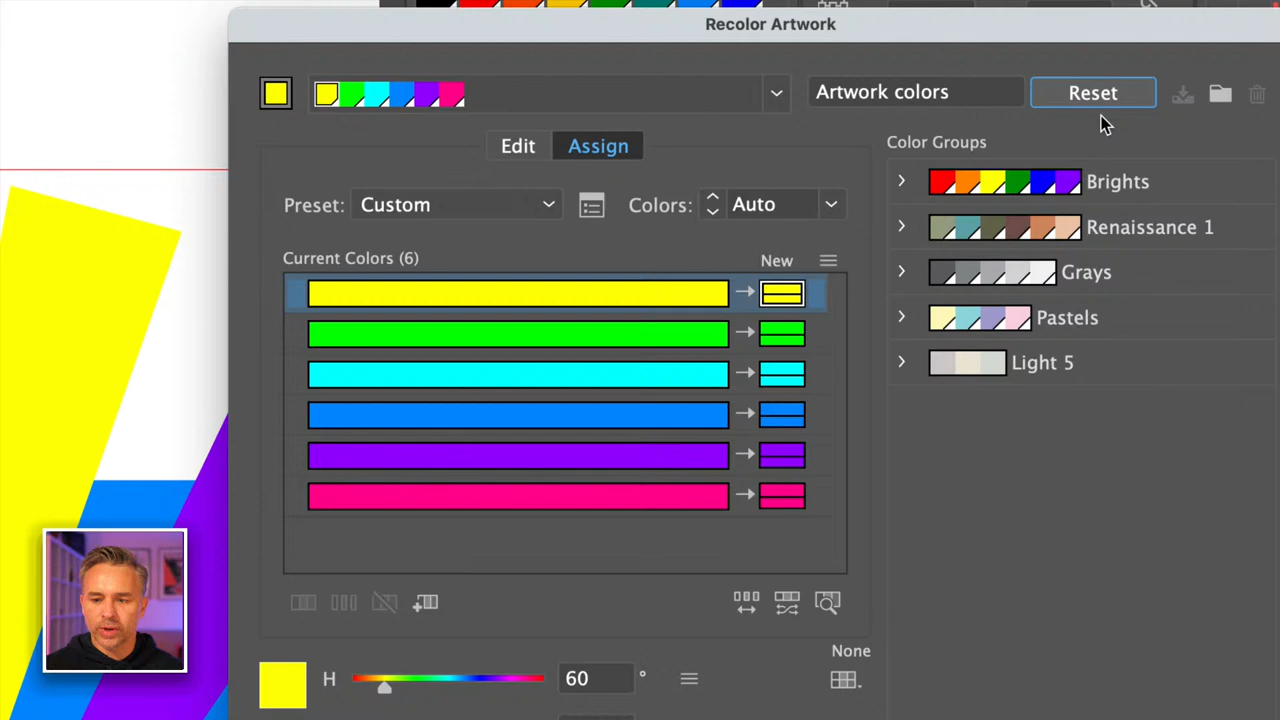 Recolor Artwork
Artwork colors
Reset
Edit
Assign
Color Groups
Brights
Preset:
Custom
Colors:
Auto
Renaissance 1
Current Colors (6)
New
Grays
Pastels
Light 5
None
H
60
°